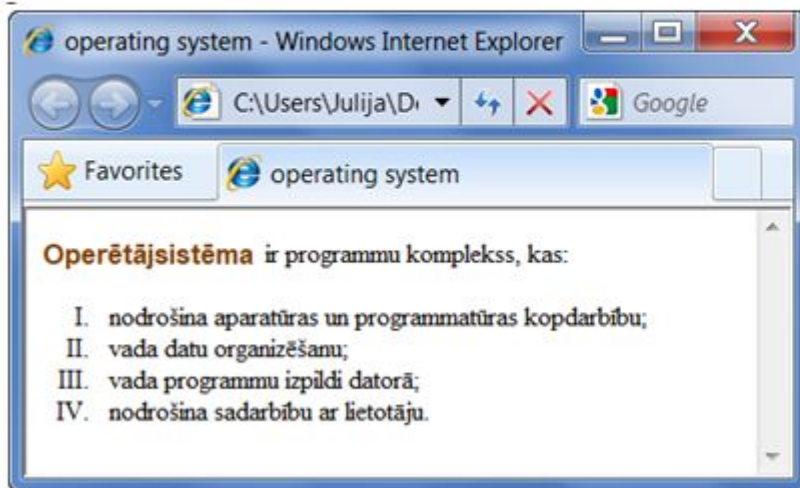 operating system - Windows Internet Explorer
C:\Users\Julija\D
Google
Favorites
operating system
Operētājsistēma ir programmu komplekss, kas:
I. nodrošina aparatūras un programmatūras kopdarbību;
II. vada datu organizēšanu;
III. vada programmu izpildi datorā;
IV. nodrošina sadarbību ar lietotāju.